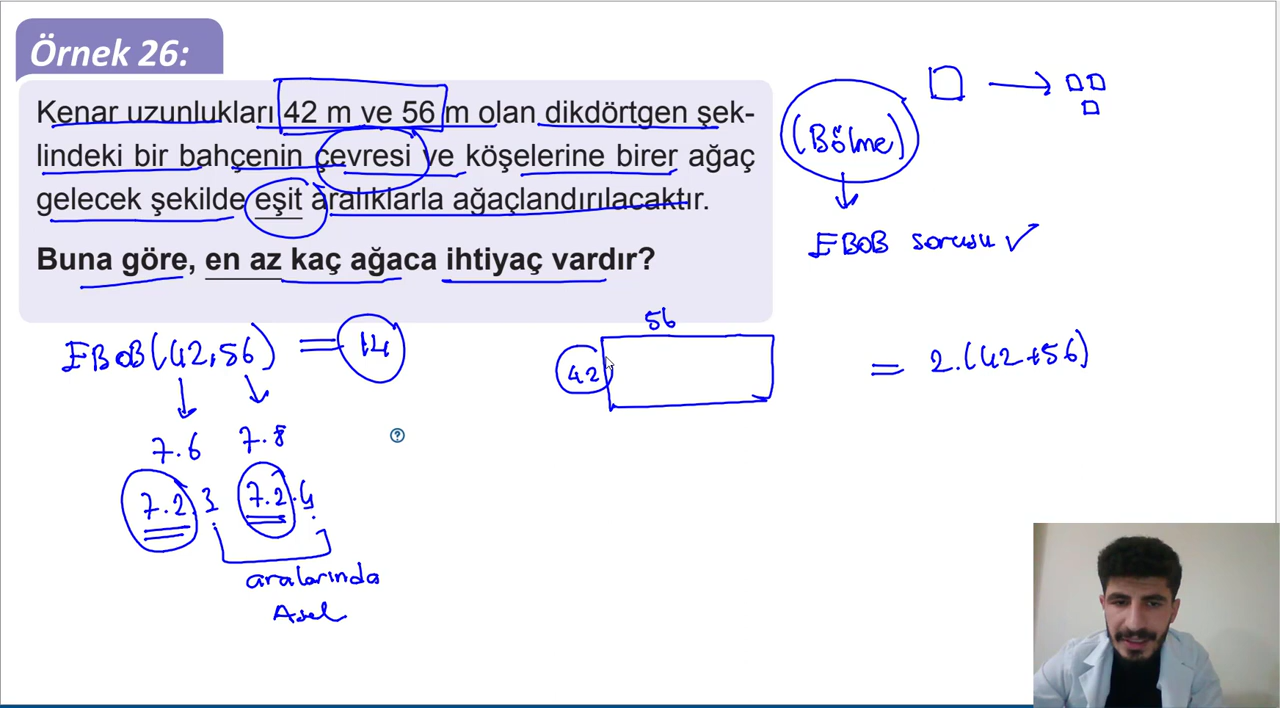 Örnek 26:
Kenar uzunlukları 42 m ve 56 m olan dikdörtgen şek-
lindeki bir bahçenin çevresi ve köşelerine birer ağaç
gelecek şekilde eşit aralıklarla ağaçlandırılacaktır.
Buna göre, en az kaç ağaca ihtiyaç vardır?
(Bölme)
EBOB sorusu ✓
EBOB(42,56) = 14
7.6 7.8
7.2.3 7.2.4
aralarında
Asal
56
42
= 2.(42+56)
?